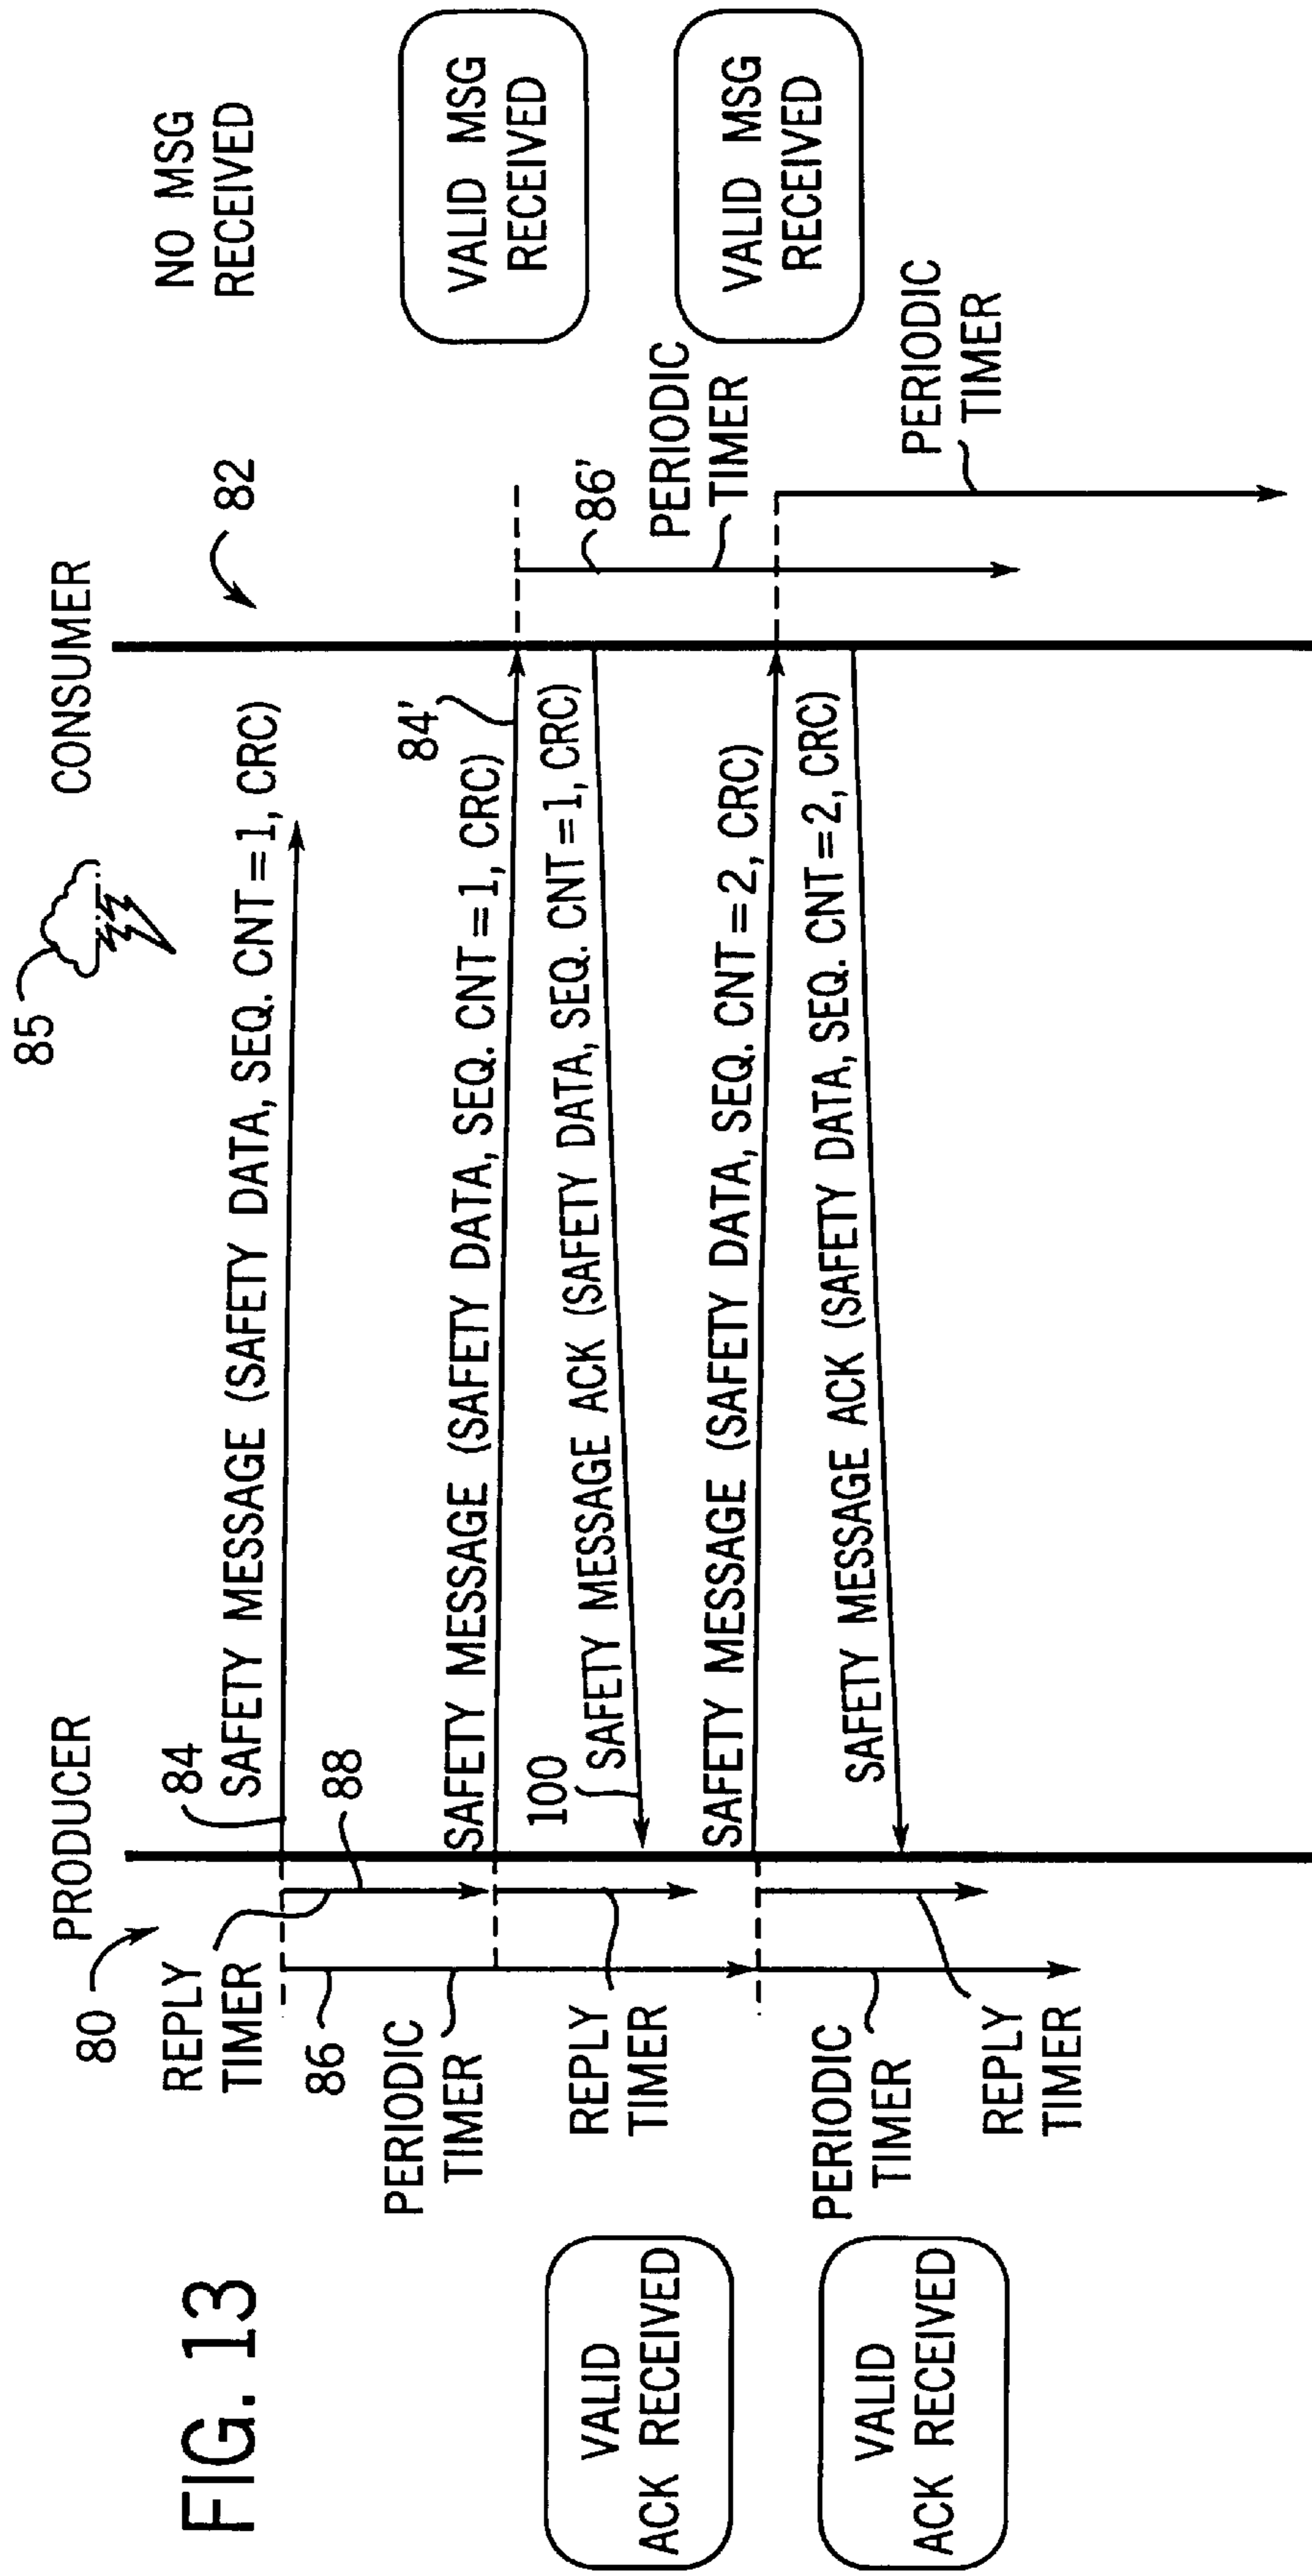 FIG. 13
80
PRODUCER
85
CONSUMER
82
NO MSG
RECEIVED
REPLY
TIMER
84
SAFETY MESSAGE (SAFETY DATA, SEQ. CNT=1, CRC)
86
88
PERIODIC
TIMER
84'
SAFETY MESSAGE (SAFETY DATA, SEQ. CNT=1, CRC)
VALID MSG
RECEIVED
VALID
ACK RECEIVED
REPLY
TIMER
100
SAFETY MESSAGE ACK (SAFETY DATA, SEQ. CNT=1, CRC)
86'
PERIODIC
TIMER
SAFETY MESSAGE (SAFETY DATA, SEQ. CNT=2, CRC)
VALID MSG
RECEIVED
VALID
ACK RECEIVED
PERIODIC
TIMER
SAFETY MESSAGE ACK (SAFETY DATA, SEQ. CNT=2, CRC)
PERIODIC
TIMER
REPLY
TIMER